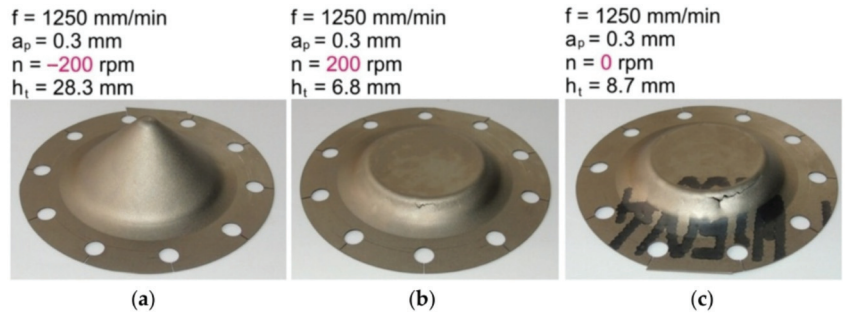 f = 1250 mm/min
aₚ = 0.3 mm
n = –200 rpm
hₜ = 28.3 mm
f = 1250 mm/min
aₚ = 0.3 mm
n = 200 rpm
hₜ = 6.8 mm
f = 1250 mm/min
aₚ = 0.3 mm
n = 0 rpm
hₜ = 8.7 mm
(a)
(b)
(c)